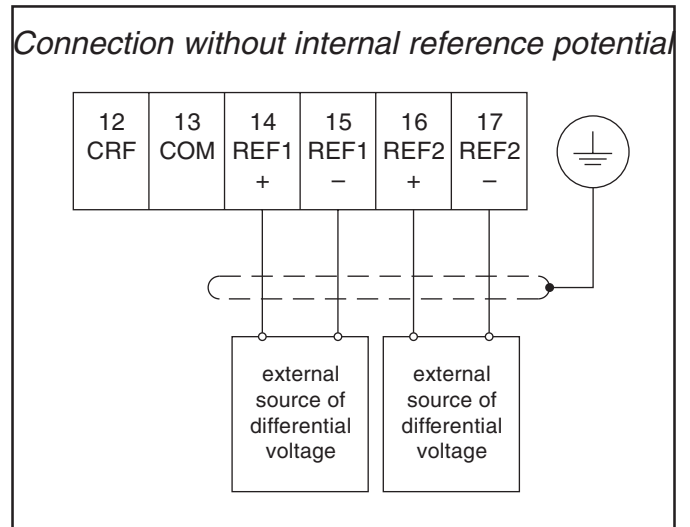 Connection without internal reference potential
12 13 14 15 16 17
CRF COM REF1 REF1 REF2 REF2
+ – + –
external
source of
differential
voltage
external
source of
differential
voltage